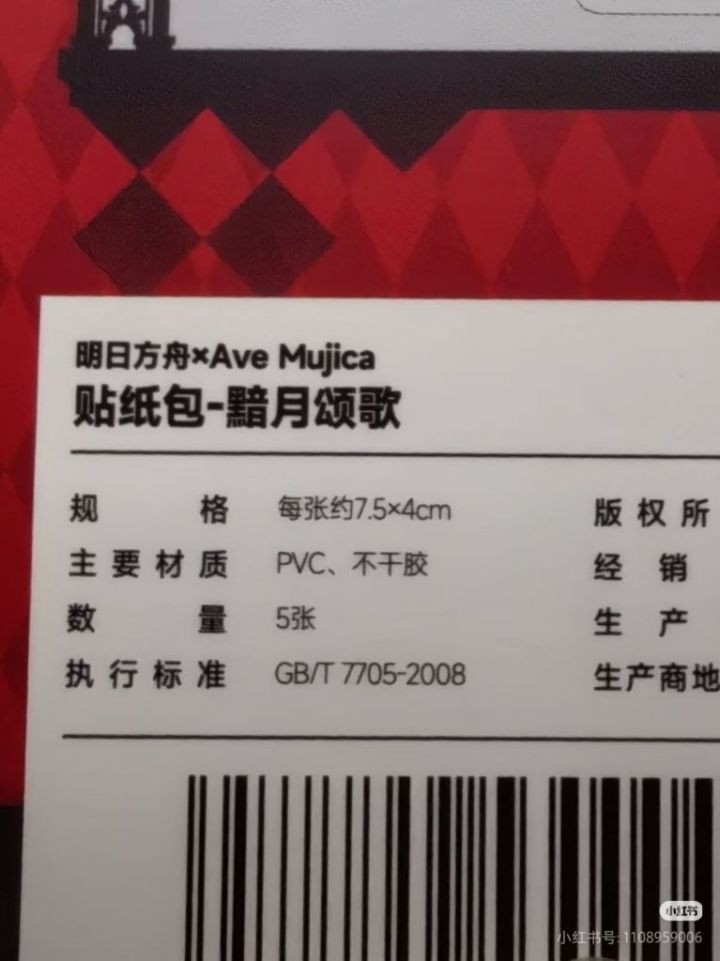 明日方舟×Ave Mujica
贴纸包-黯月颂歌
规格 每张约7.5×4cm 版权所
主要材质 PVC、不干胶 经销
数量 5张 生产
执行标准 GB/T 7705-2008 生产商地
小红书
小红书号: 1108959006